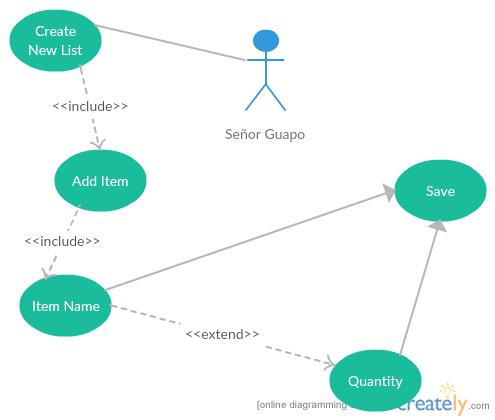 Create
New List
<<include>>
Señor Guapo
Add Item
Save
<<include>>
Item Name
<<extend>>
Quantity
[online diagramming
creately.com